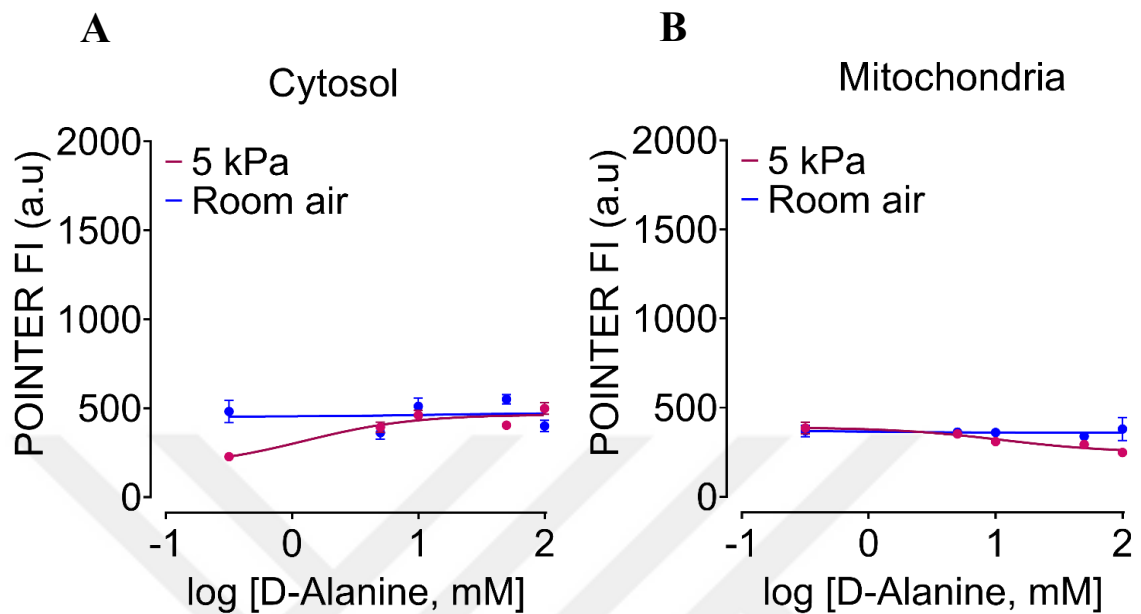 A
Cytosol
POINTER FI (a.u)
2000
1500
1000
500
0
5 kPa
Room air
-1
0
1
2
log [D-Alanine, mM]
B
Mitochondria
POINTER FI (a.u)
2000
1500
1000
500
0
5 kPa
Room air
-1
0
1
2
log [D-Alanine, mM]